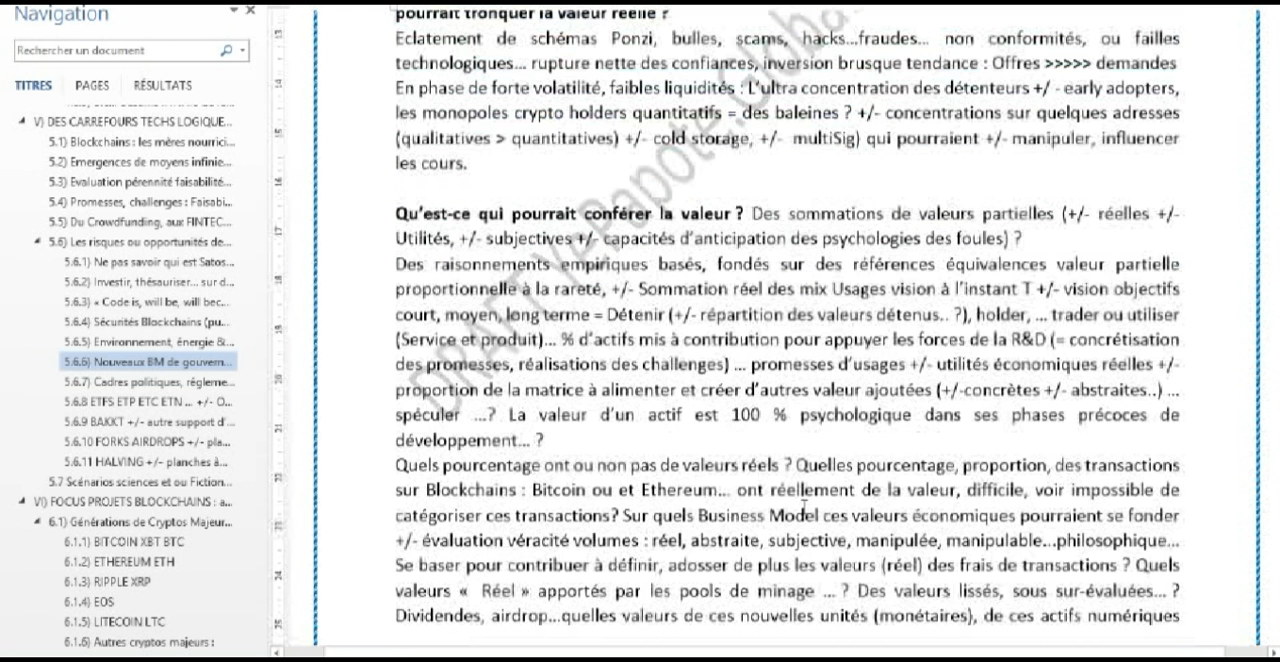 Navigation
Rechercher un document
TITRES PAGES RÉSULTATS
V) DES CARREFOURS TECHS LOGIQUE...
5.1) Blockchains : les mères nourrici...
5.2) Emergences de moyens infinie...
5.3) Evaluation pérennité faisabilité...
5.4) Promesses, challenges : Faisabi...
5.5) Du Crowdfunding, aux FINTEC...
5.6) Les risques ou opportunités de...
5.6.1) Ne pas savoir qui est Satos...
5.6.2) Investir, thésauriser... sur d...
5.6.3) « Code is, will be, will bec...
5.6.4) Sécurités Blockchains (pu...
5.6.5) Environnement, énergie &...
5.6.6) Nouveaux BM de gouvern...
5.6.7) Cadres politiques, régleme...
5.6.8 ETFS ETP ETC ETN ... +/- O...
5.6.9 BAKKT +/- autre support d'...
5.6.10 FORKS AIRDROPS +/- pla...
5.6.11 HALVING +/- planches à...
5.7 Scénarios sciences et ou Fiction...
VI) FOCUS PROJETS BLOCKCHAINS : a...
6.1) Générations de Cryptos Majeur...
6.1.1) BITCOIN XBT BTC
6.1.2) ETHEREUM ETH
6.1.3) RIPPLE XRP
6.1.4) EOS
6.1.5) LITECOIN LTC
6.1.6) Autres cryptos majeurs :
13
14
15
16
17
18
19
20
21
22
23
24
25
pourrait tronquer la valeur réelle ?
Eclatement de schémas Ponzi, bulles, scams, hacks...fraudes... non conformités, ou failles
technologiques... rupture nette des confiances, inversion brusque tendance : Offres >>>>> demandes
En phase de forte volatilité, faibles liquidités : L'ultra concentration des détenteurs +/ - early adopters,
les monopoles crypto holders quantitatifs = des baleines ? +/- concentrations sur quelques adresses
(qualitatives > quantitatives) +/- cold storage, +/- multiSig) qui pourraient +/- manipuler, influencer
les cours.
Qu'est-ce qui pourrait conférer la valeur ? Des sommations de valeurs partielles (+/- réelles +/-
Utilités, +/- subjectives +/- capacités d'anticipation des psychologies des foules) ?
Des raisonnements empiriques basés, fondés sur des références équivalences valeur partielle
proportionnelle à la rareté, +/- Sommation réel des mix Usages vision à l'instant T +/- vision objectifs
court, moyen, long terme = Détenir (+/- répartition des valeurs détenus.. ?), holder, ... trader ou utiliser
(Service et produit)... % d'actifs mis à contribution pour appuyer les forces de la R&D (= concrétisation
des promesses, réalisations des challenges) ... promesses d'usages +/- utilités économiques réelles +/-
proportion de la matrice à alimenter et créer d'autres valeur ajoutées (+/-concrètes +/- abstraites..) ...
spéculer ...? La valeur d'un actif est 100 % psychologique dans ses phases précoces de
développement... ?
Quels pourcentage ont ou non pas de valeurs réels ? Quelles pourcentage, proportion, des transactions
sur Blockchains : Bitcoin ou et Ethereum... ont réellement de la valeur, difficile, voir impossible de
catégoriser ces transactions? Sur quels Business Model ces valeurs économiques pourraient se fonder
+/- évaluation véracité volumes : réel, abstraite, subjective, manipulée, manipulable...philosophique...
Se baser pour contribuer à définir, adosser de plus les valeurs (réel) des frais de transactions ? Quels
valeurs « Réel » apportés par les pools de minage ... ? Des valeurs lissés, sous sur-évaluées... ?
Dividendes, airdrop...quelles valeurs de ces nouvelles unités (monétaires), de ces actifs numériques